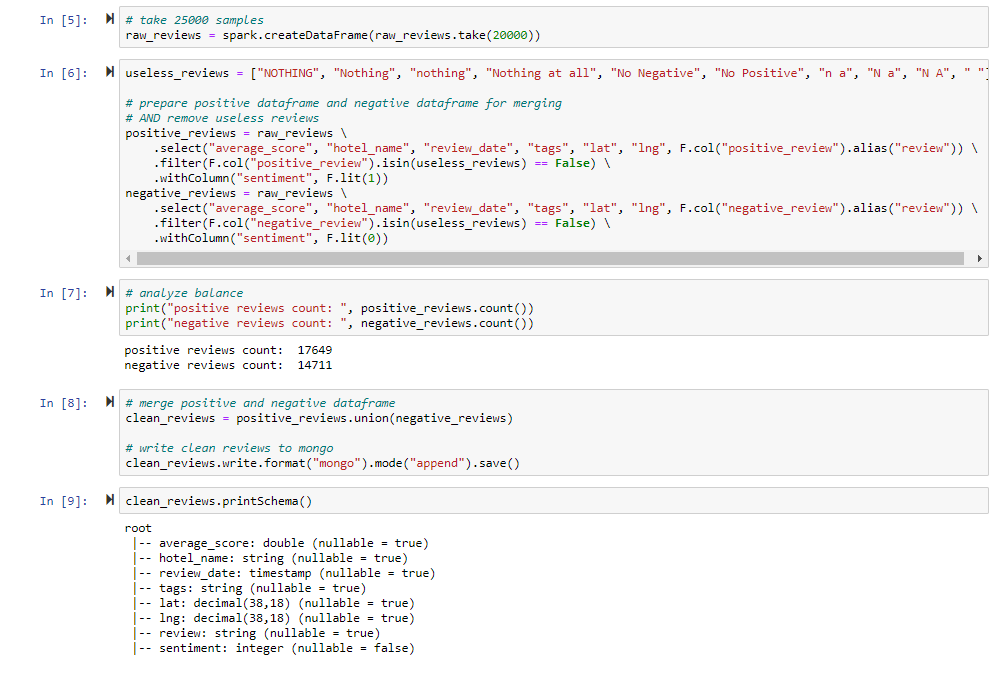 In [5]:
# take 25000 samples
raw_reviews = spark.createDataFrame(raw_reviews.take(20000))
In [6]:
useless_reviews = ["NOTHING", "Nothing", "nothing", "Nothing at all", "No Negative", "No Positive", "n a", "N a", "N A", " "]
# prepare positive dataframe and negative dataframe for merging
# AND remove useless reviews
positive_reviews = raw_reviews \
    .select("average_score", "hotel_name", "review_date", "tags", "lat", "lng", F.col("positive_review").alias("review")) \
    .filter(F.col("positive_review").isin(useless_reviews) == False) \
    .withColumn("sentiment", F.lit(1))
negative_reviews = raw_reviews \
    .select("average_score", "hotel_name", "review_date", "tags", "lat", "lng", F.col("negative_review").alias("review")) \
    .filter(F.col("negative_review").isin(useless_reviews) == False) \
    .withColumn("sentiment", F.lit(0))
In [7]:
# analyze balance
print("positive reviews count: ", positive_reviews.count())
print("negative reviews count: ", negative_reviews.count())
positive reviews count:  17649
negative reviews count:  14711
In [8]:
# merge positive and negative dataframe
clean_reviews = positive_reviews.union(negative_reviews)
# write clean reviews to mongo
clean_reviews.write.format("mongo").mode("append").save()
In [9]:
clean_reviews.printSchema()
root
 |-- average_score: double (nullable = true)
 |-- hotel_name: string (nullable = true)
 |-- review_date: timestamp (nullable = true)
 |-- tags: string (nullable = true)
 |-- lat: decimal(38,18) (nullable = true)
 |-- lng: decimal(38,18) (nullable = true)
 |-- review: string (nullable = true)
 |-- sentiment: integer (nullable = false)